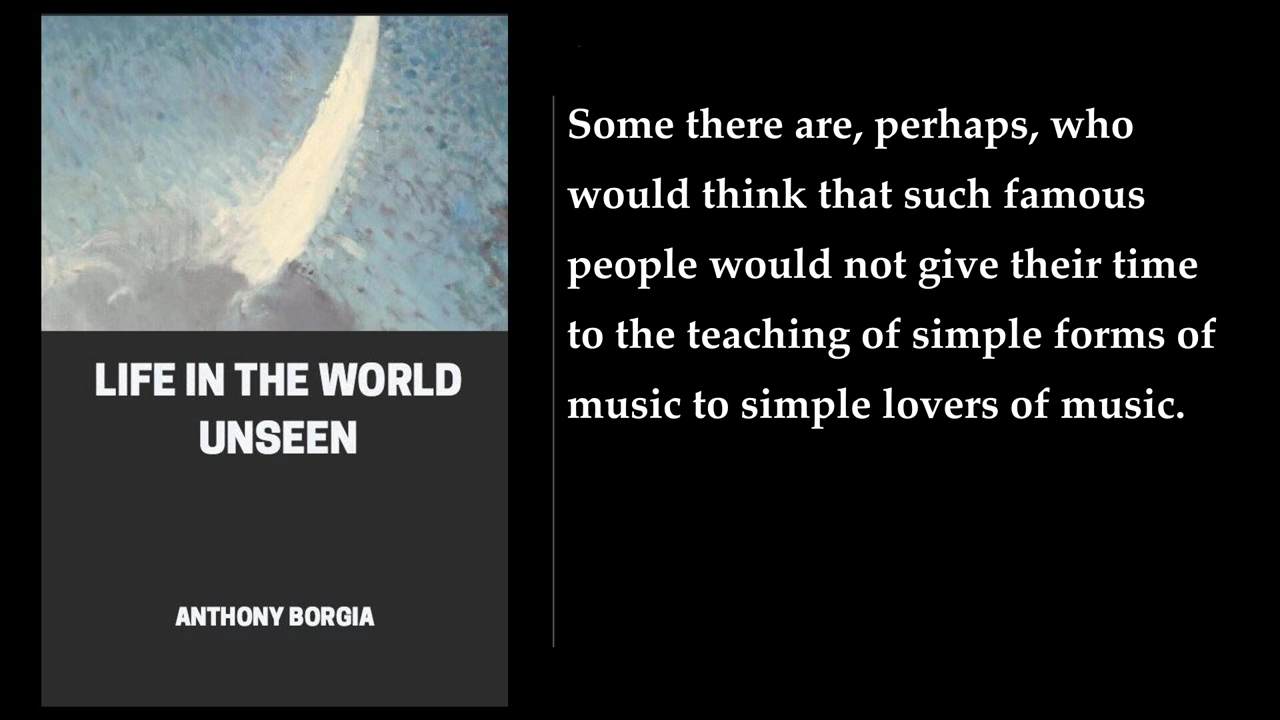 LIFE IN THE WORLD
UNSEEN
ANTHONY BORGIA
Some there are, perhaps, who
would think that such famous
people would not give their time
to the teaching of simple forms of
music to simple lovers of music.